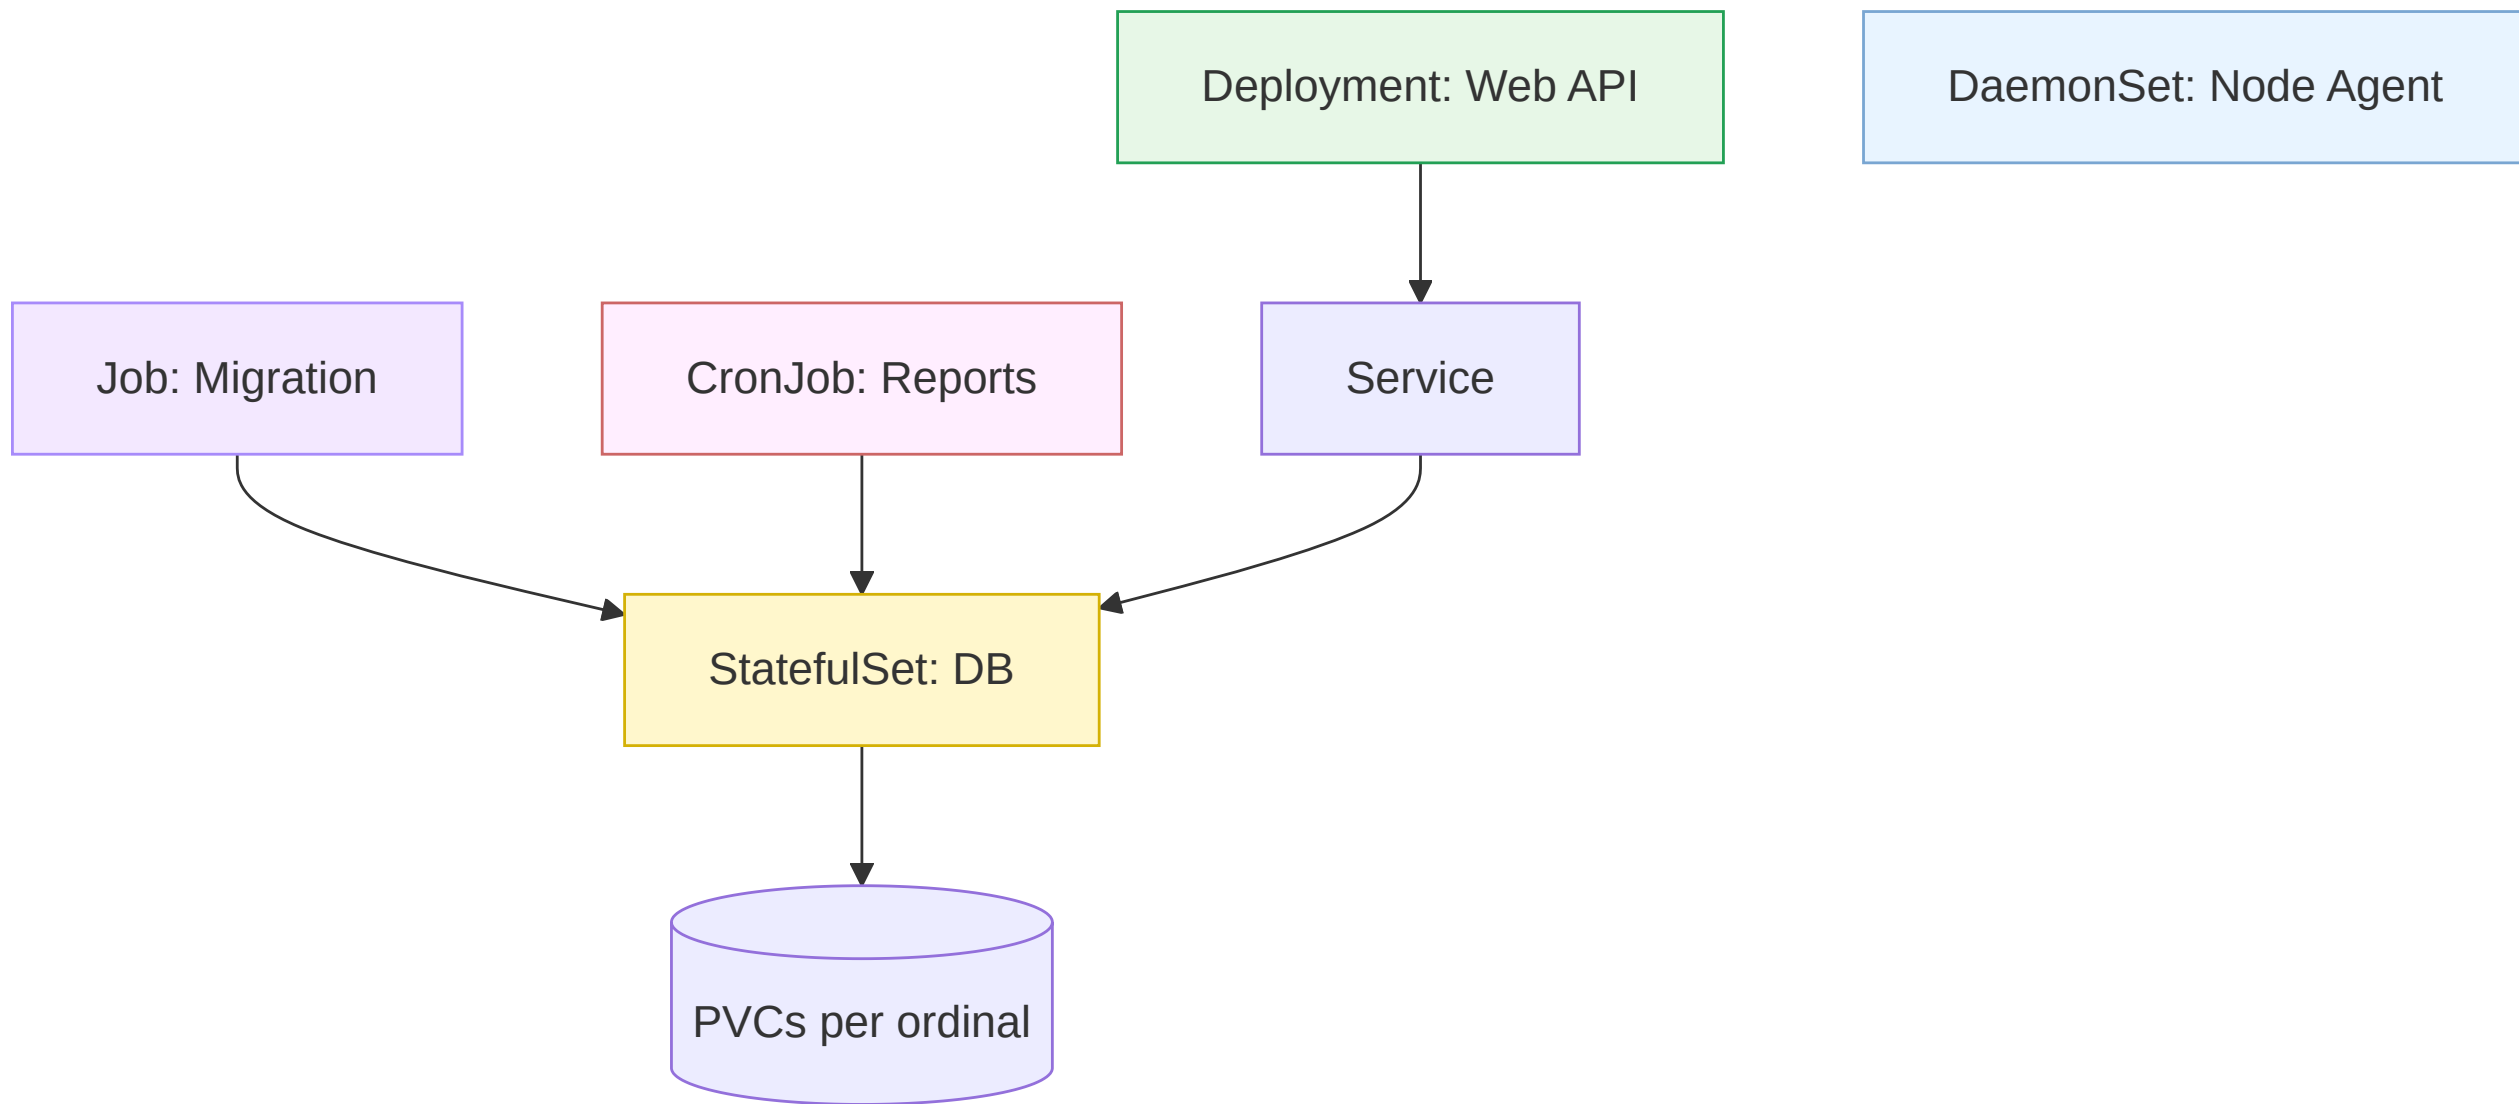 Deployment: Web API
DaemonSet: Node Agent
Job: Migration
CronJob: Reports
Service
StatefulSet: DB
PVCs per ordinal